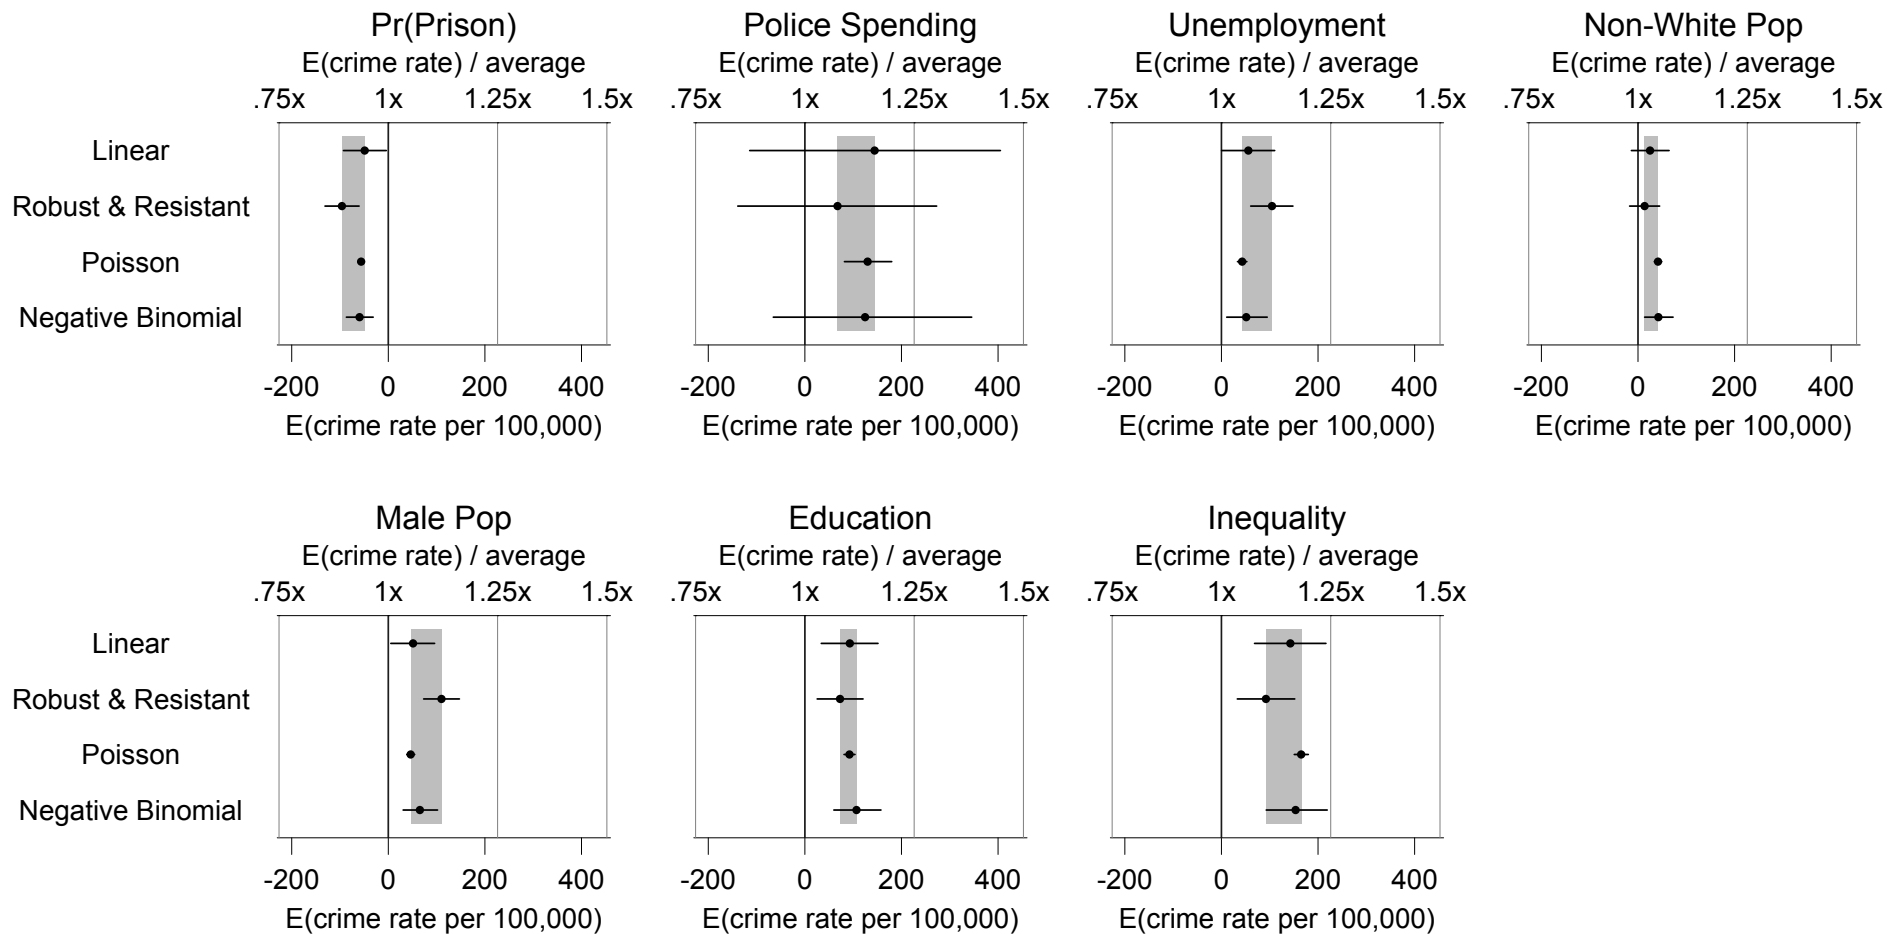 Pr(Prison)
E(crime rate) / average
.75x 1x 1.25x 1.5x
Police Spending
E(crime rate) / average
.75x 1x 1.25x 1.5x
Unemployment
E(crime rate) / average
.75x 1x 1.25x 1.5x
Non-White Pop
E(crime rate) / average
.75x 1x 1.25x 1.5x
Linear
Robust & Resistant
Poisson
Negative Binomial
-200 0 200 400
E(crime rate per 100,000)
-200 0 200 400
E(crime rate per 100,000)
-200 0 200 400
E(crime rate per 100,000)
-200 0 200 400
E(crime rate per 100,000)
Male Pop
E(crime rate) / average
.75x 1x 1.25x 1.5x
Education
E(crime rate) / average
.75x 1x 1.25x 1.5x
Inequality
E(crime rate) / average
.75x 1x 1.25x 1.5x
Linear
Robust & Resistant
Poisson
Negative Binomial
-200 0 200 400
E(crime rate per 100,000)
-200 0 200 400
E(crime rate per 100,000)
-200 0 200 400
E(crime rate per 100,000)